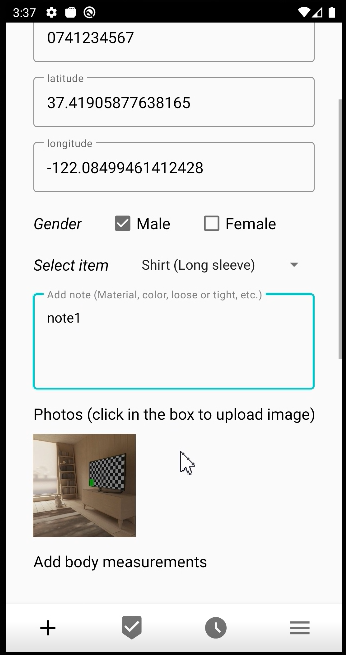 3:37
0741234567
latitude
37.41905877638165
longitude
-122.08499461412428
Gender Male Female
Select item Shirt (Long sleeve)
Add note (Material, color, loose or tight, etc.)
note1
Photos (click in the box to upload image)
Add body measurements